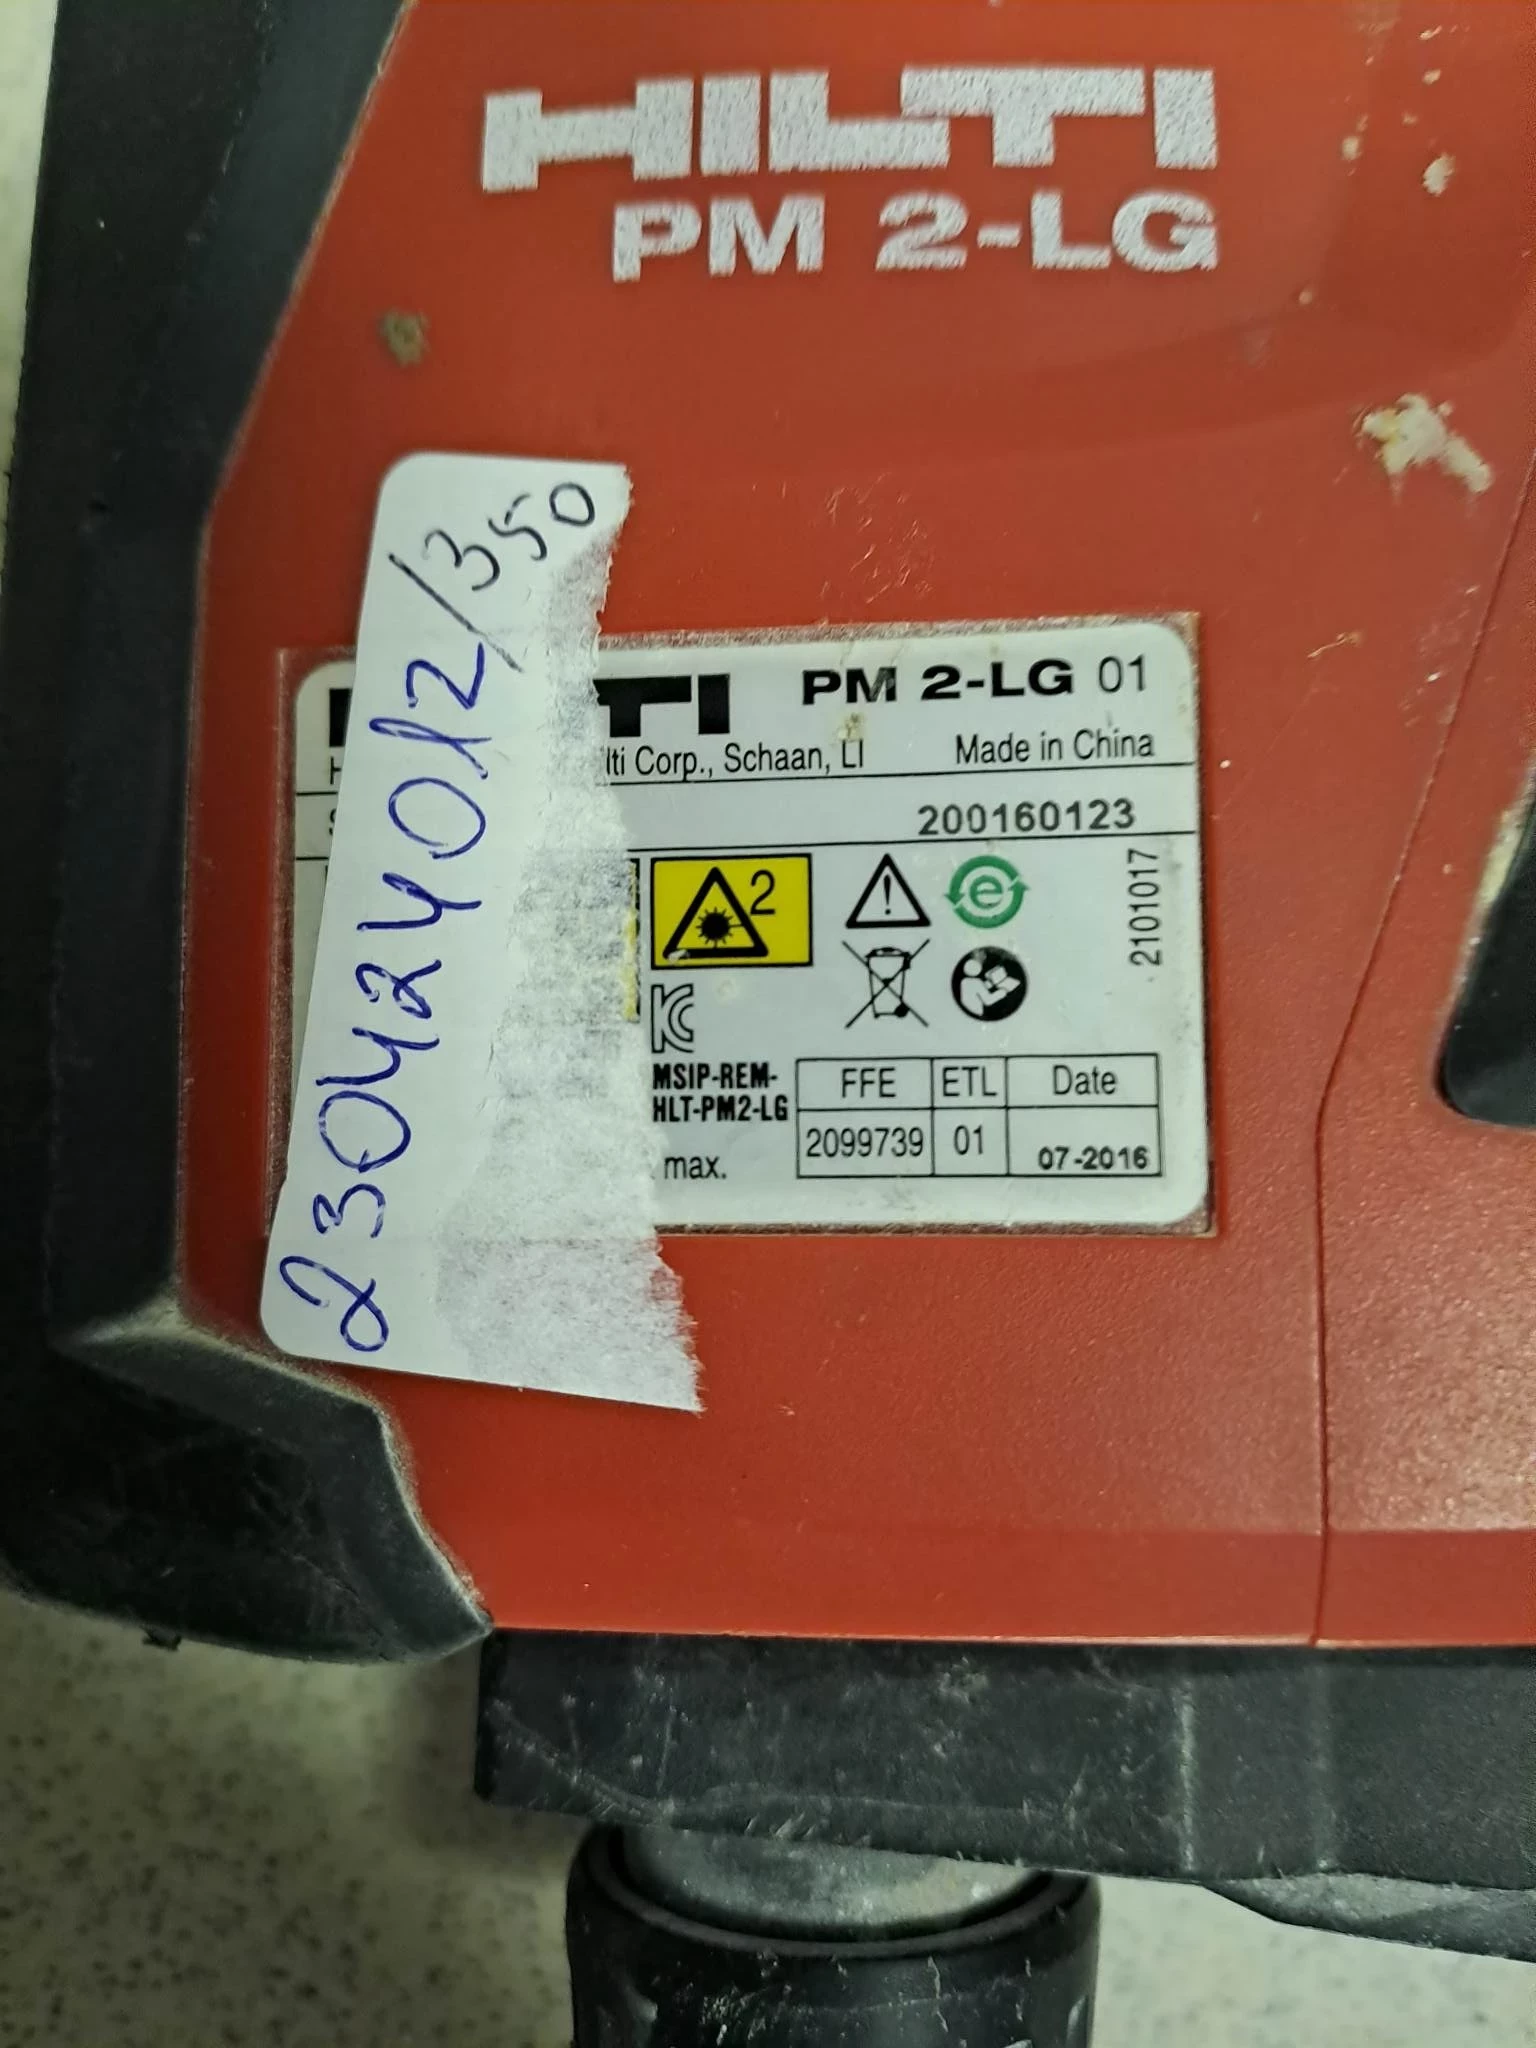 HILTI
PM 2-LG
230424012/350
PM 2-LG 01
lti Corp., Schaan, LI Made in China
200160123
2
2101017
MSIP-REM-
HLT-PM2-LG
max.
FFE ETL Date
2099739 01 07-2016